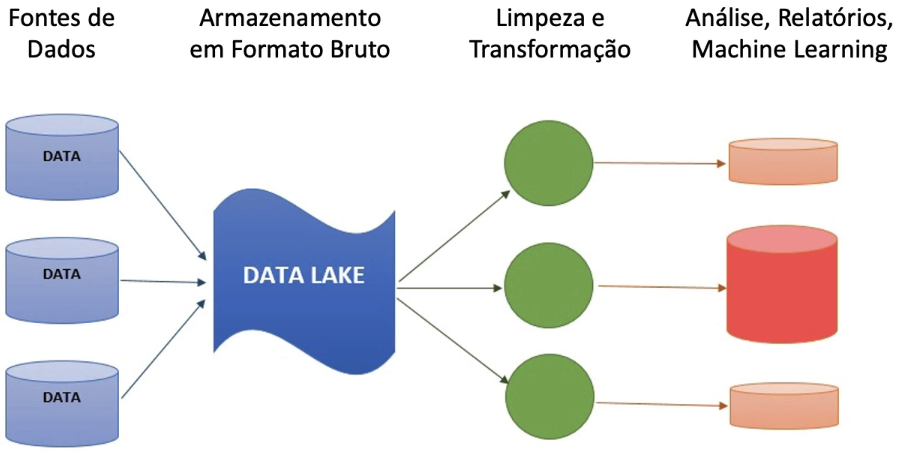 Fontes de
Dados
Armazenamento
em Formato Bruto
Limpeza e
Transformação
Análise, Relatórios,
Machine Learning
DATA
DATA
DATA
DATA LAKE